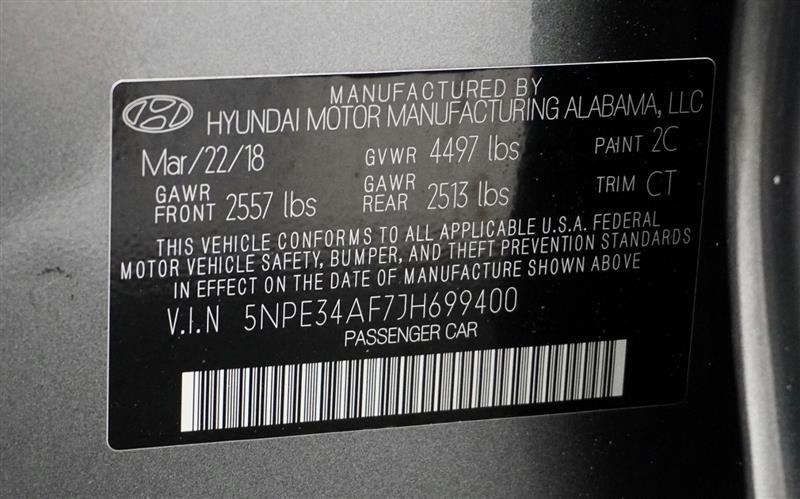 MANUFACTURED BY
HYUNDAI MOTOR MANUFACTURING ALABAMA, LLC
Mar/22/18 GVWR 4497 lbs PAINT 2C
GAWR FRONT 2557 lbs GAWR REAR 2513 lbs TRIM CT
THIS VEHICLE CONFORMS TO ALL APPLICABLE U.S.A. FEDERAL
MOTOR VEHICLE SAFETY, BUMPER, AND THEFT PREVENTION STANDARDS
IN EFFECT ON THE DATE OF MANUFACTURE SHOWN ABOVE
V.I.N 5NPE34AF7JH699400
PASSENGER CAR